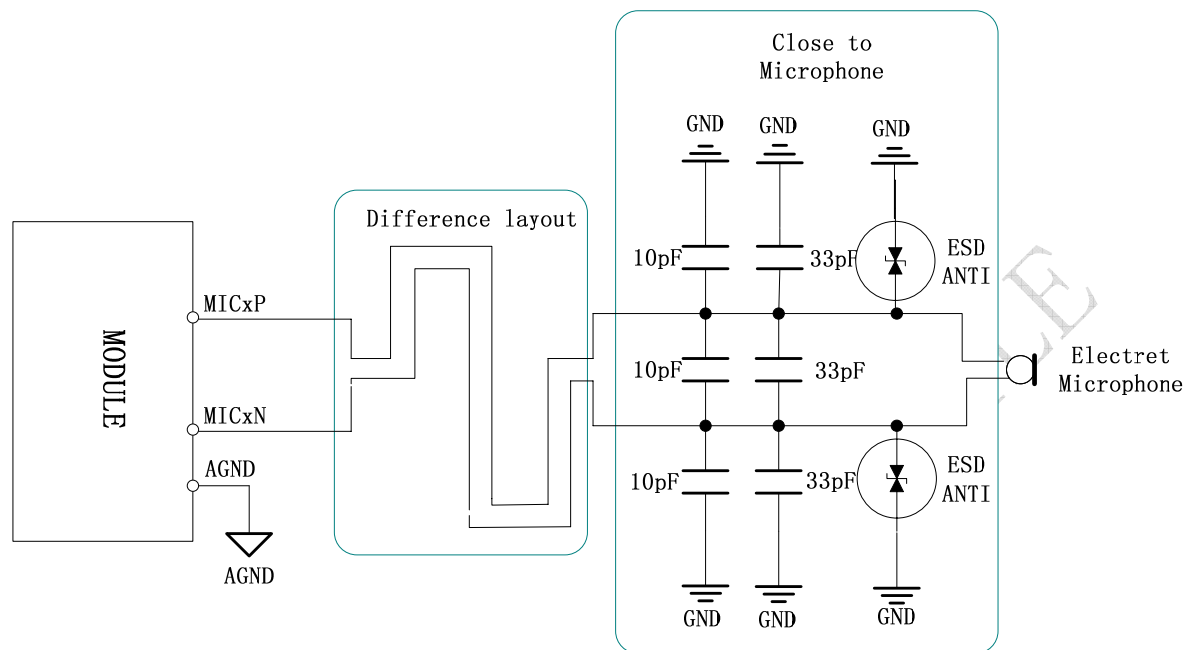 Close to
Microphone
GND
GND
GND
Difference layout
10pF
33pF
ESD
ANTI
MICxP
MODULE
10pF
33pF
Electret
Microphone
MICxN
AGND
10pF
33pF
ESD
ANTI
AGND
GND
GND
GND